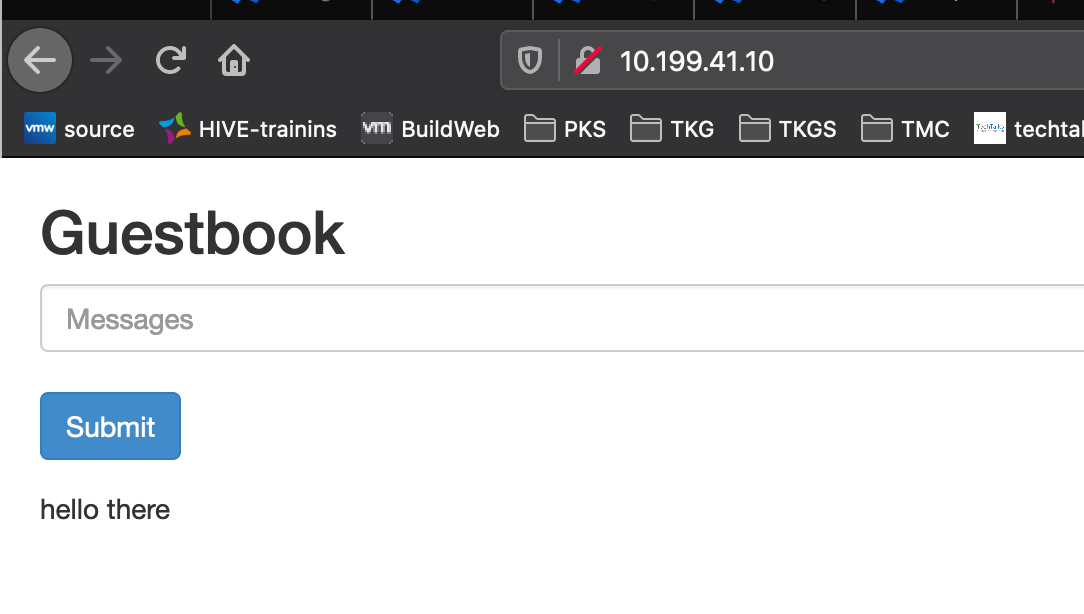 10.199.41.10
vmw source HIVE-trainins vm BuildWeb PKS TKG TKGS TMC techtal
Guestbook
Messages
Submit
hello there